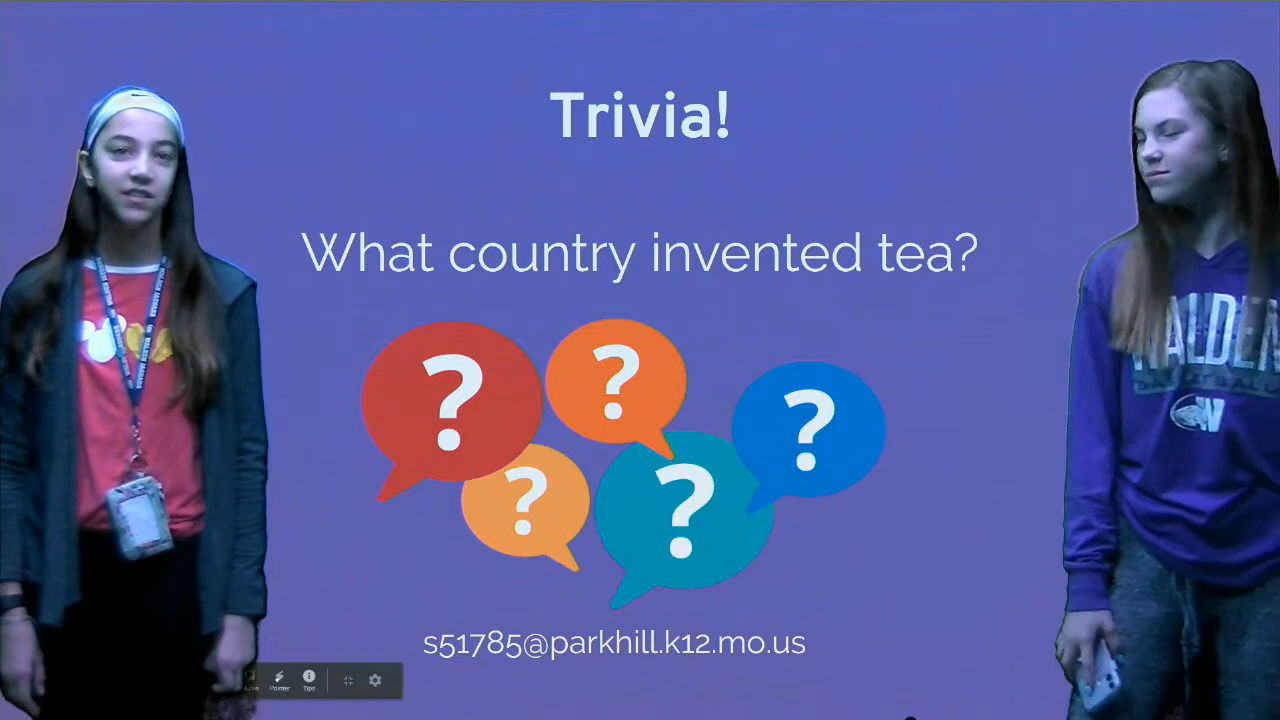 Trivia!
What country invented tea?
? ? ?
? ?
s51785@parkhill.k12.mo.us
Pointer
Tips